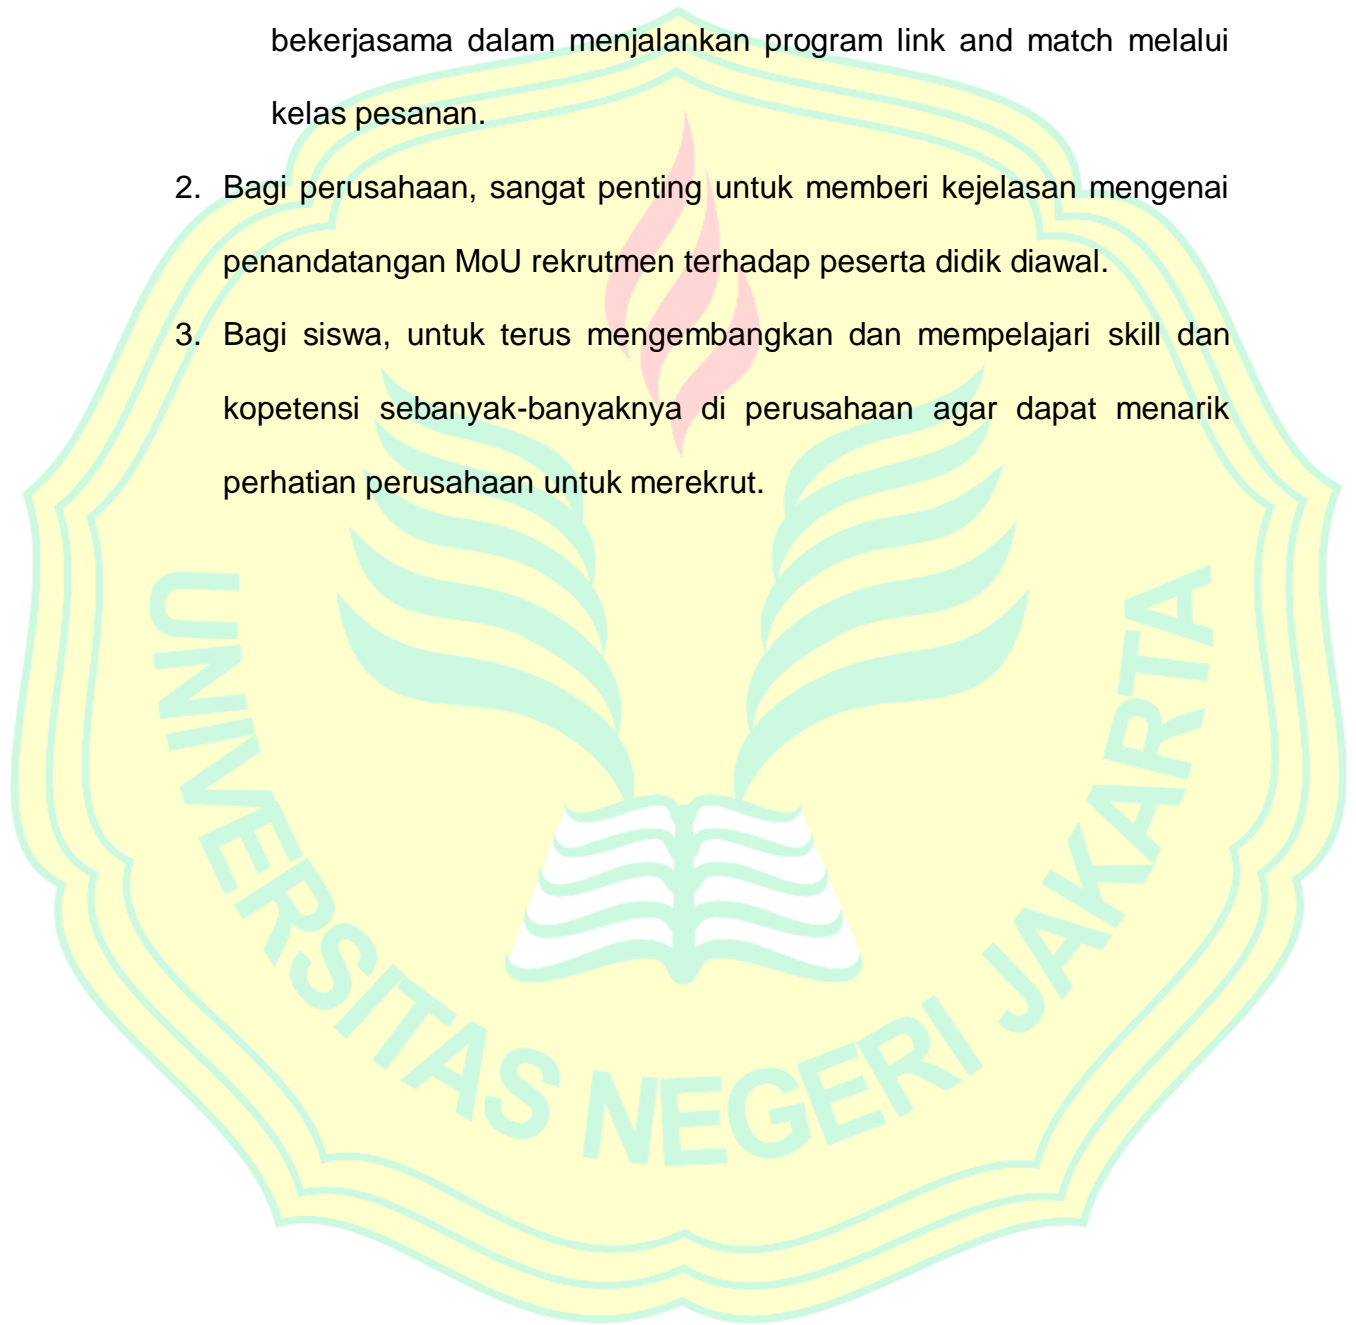 bekerjasama dalam menjalankan program link and match melalui
kelas pesanan.
2. Bagi perusahaan, sangat penting untuk memberi kejelasan mengenai
penandatangan MoU rekrutmen terhadap peserta didik diawal.
3. Bagi siswa, untuk terus mengembangkan dan mempelajari skill dan
kopetensi sebanyak-banyaknya di perusahaan agar dapat menarik
perhatian perusahaan untuk merekrut.
UNIVERSITAS NEGERI JAKARTA